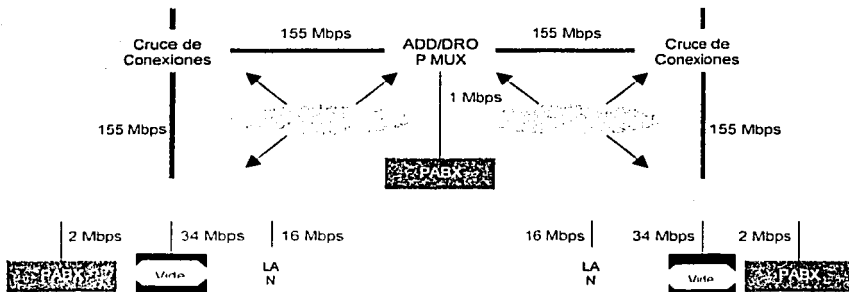 155 Mbps
155 Mbps
Cruce de
Conexiones
ADD/DRO
P MUX
Cruce de
Conexiones
1 Mbps
155 Mbps
155 Mbps
PABX
2 Mbps
34 Mbps
16 Mbps
16 Mbps
34 Mbps
2 Mbps
PABX
Vide
LA
N
LA
N
Vide
PABX